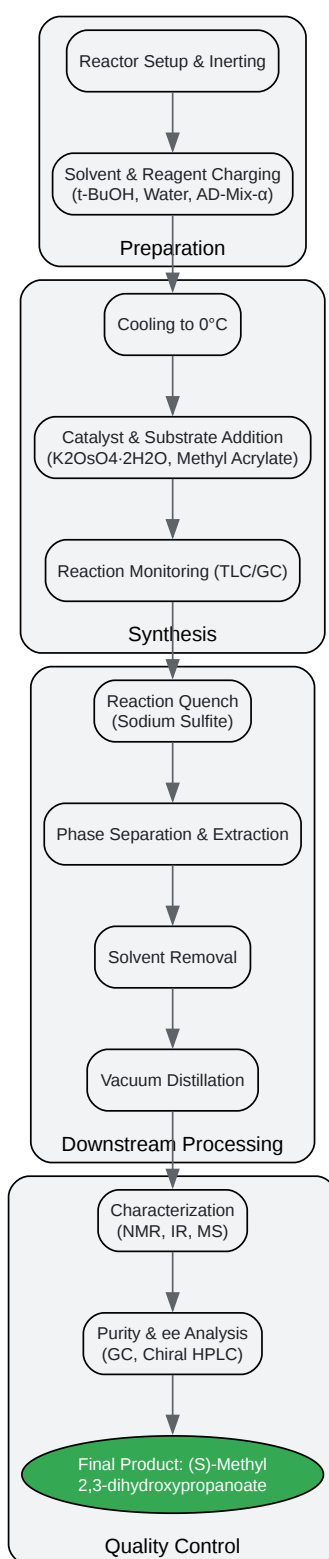 Reactor Setup & Inerting
Solvent & Reagent Charging
(t-BuOH, Water, AD-Mix-α)
Preparation
Cooling to 0°C
Catalyst & Substrate Addition
(K2OsO4·2H2O, Methyl Acrylate)
Reaction Monitoring (TLC/GC)
Synthesis
Reaction Quench
(Sodium Sulfite)
Phase Separation & Extraction
Solvent Removal
Vacuum Distillation
Downstream Processing
Characterization
(NMR, IR, MS)
Purity & ee Analysis
(GC, Chiral HPLC)
Final Product: (S)-Methyl
2,3-dihydroxypropanoate
Quality Control